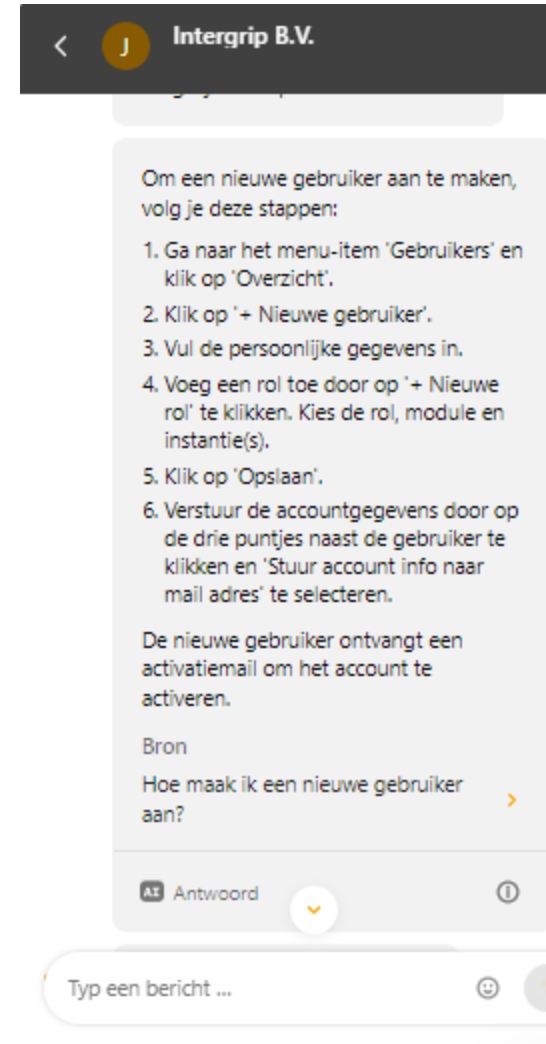 J
Intergrip B.V.
Om een nieuwe gebruiker aan te maken,
volg je deze stappen:
1. Ga naar het menu-item 'Gebruikers' en
klik op 'Overzicht'.
2. Klik op '+ Nieuwe gebruiker'.
3. Vul de persoonlijke gegevens in.
4. Voeg een rol toe door op '+ Nieuwe
rol' te klikken. Kies de rol, module en
instantie(s).
5. Klik op 'Opslaan'.
6. Verstuur de accountgegevens door op
de drie puntjes naast de gebruiker te
klikken en 'Stuur account info naar
mail adres' te selecteren.
De nieuwe gebruiker ontvangt een
activatiemail om het account te
activeren.
Bron
Hoe maak ik een nieuwe gebruiker
aan?
AI Antwoord
Typ een bericht ...